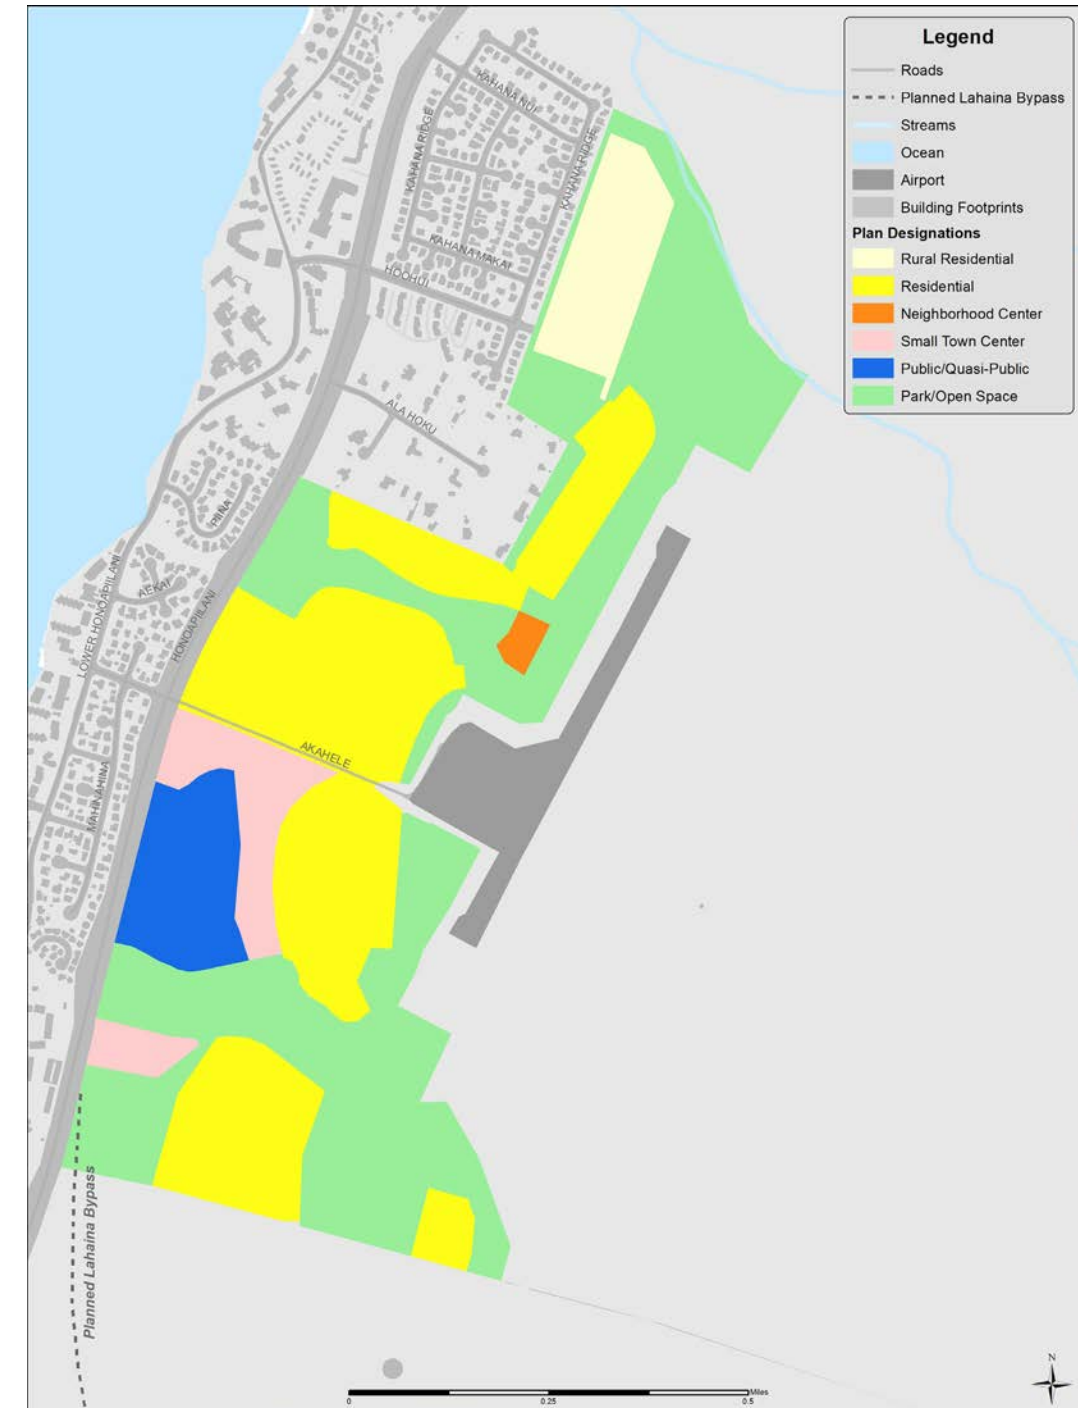 Legend
Roads
Planned Lahaina Bypass
Streams
Ocean
Airport
Building Footprints
Plan Designations
Rural Residential
Residential
Neighborhood Center
Small Town Center
Public/Quasi-Public
Park/Open Space
KAHANA NUI
KAHANA RIDGE
KAHANA RIDGE
KAHANA MAKAI
HOOHUI
ALA HOKU
PIINA
AEKAI
LOWER HONOAPIILANI
HONOAPIILANI
AKAHELE
MAHINAHINA
Planned Lahaina Bypass
N
Miles
0
0.25
0.5